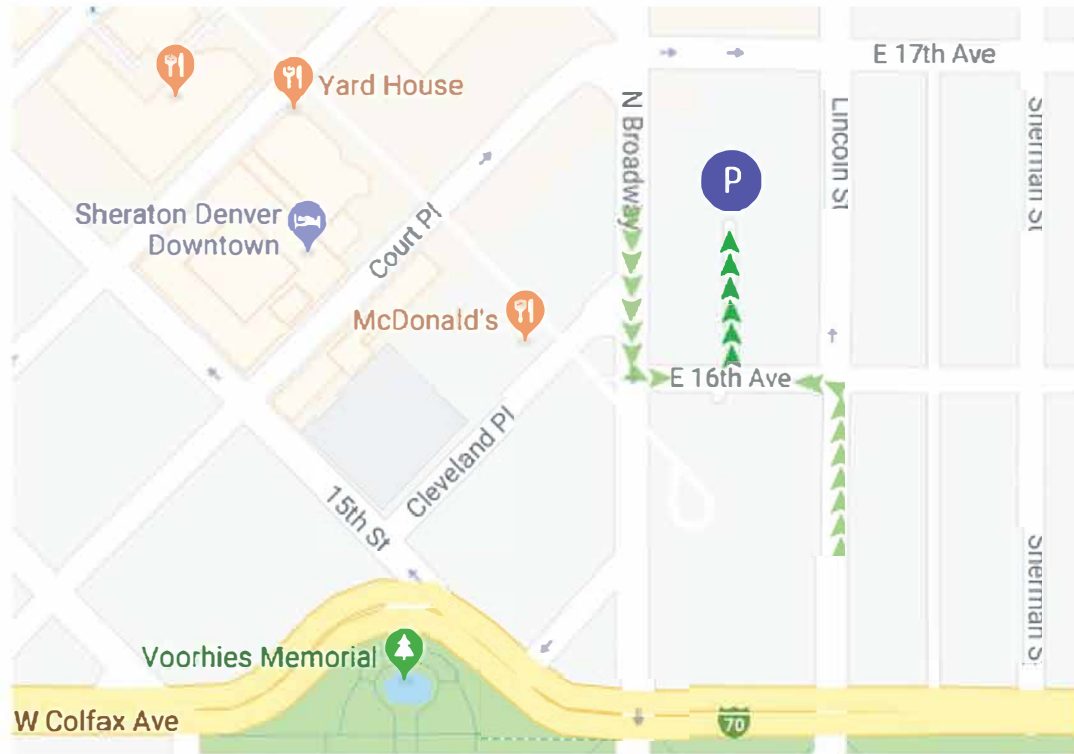 E 17th Ave
Yard House
N Broadway
Lincoln St
Sherman St
P
Sheraton Denver
Downtown
Court Pl
McDonald's
E 16th Ave
Cleveland Pl
15th St
Sherman S
Voorhies Memorial
W Colfax Ave
70